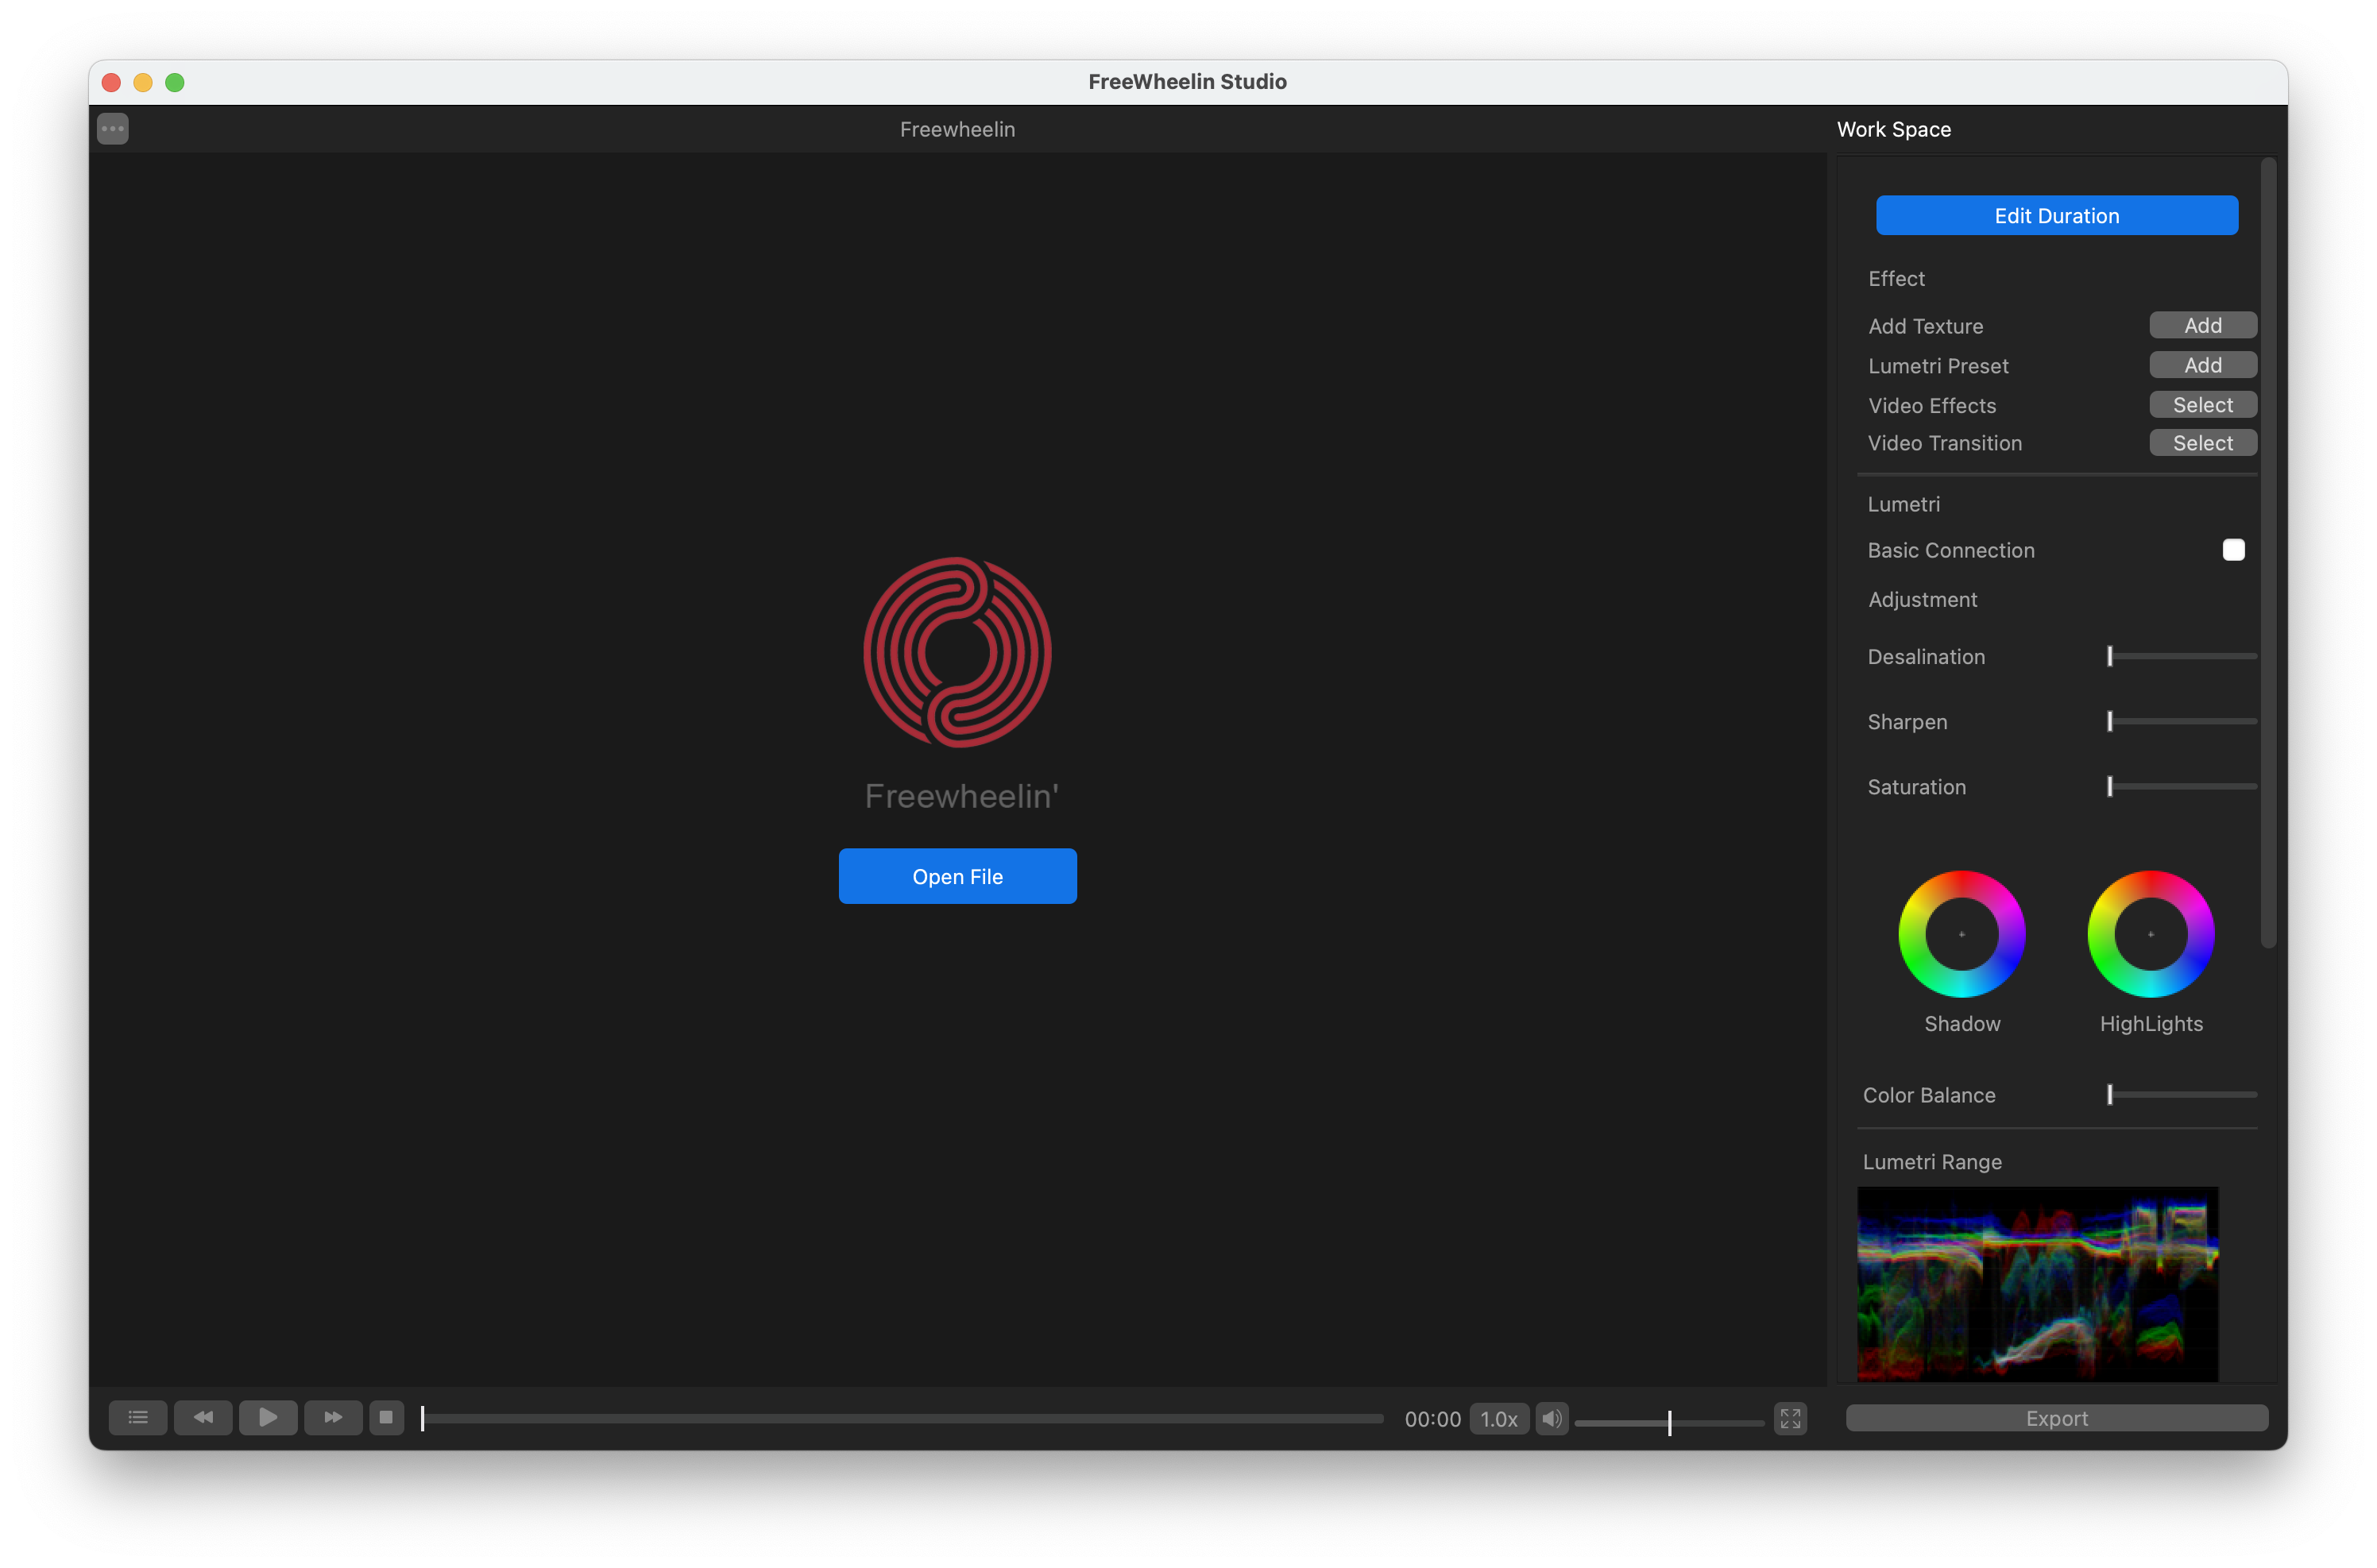 FreeWheelin Studio
Freewheelin
Work Space
Edit Duration
Effect
Add Texture Add
Lumetri Preset Add
Video Effects Select
Video Transition Select
Lumetri
Basic Connection
Adjustment
Desalination
Sharpen
Saturation
Freewheelin'
Open File
Shadow HighLights
Color Balance
Lumetri Range
00:00 1.0x
Export